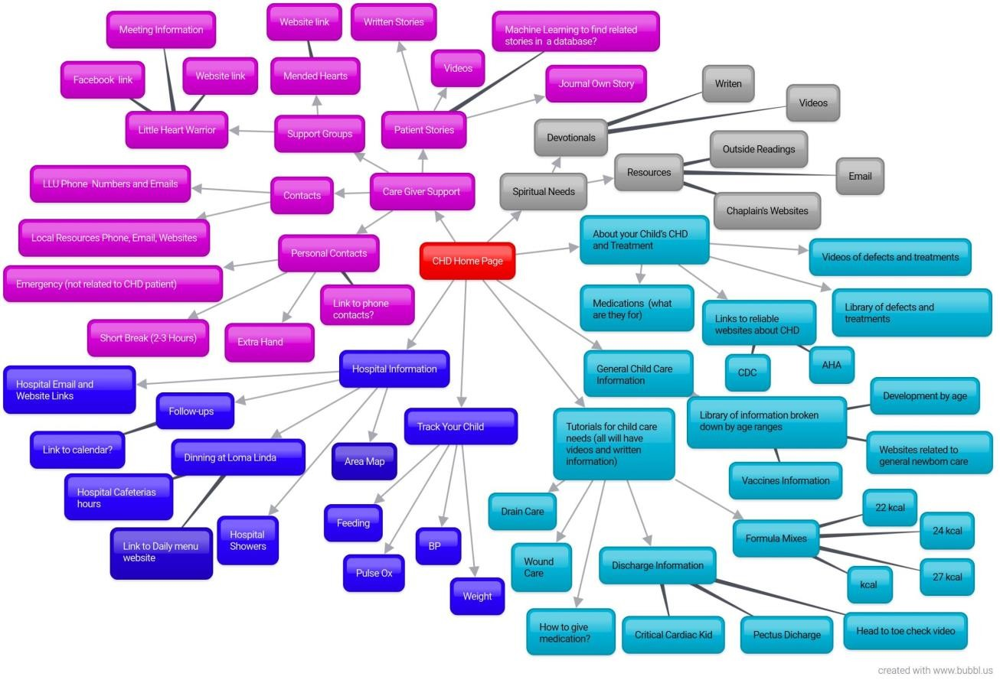 Meeting Information
Website link
Written Stories
Machine Learning to find related
stories in a database?
Facebook link
Website link
Mended Hearts
Videos
Journal Own Story
Little Heart Warrior
Support Groups
Patient Stories
Writen
Videos
Devotionals
Outside Readings
Resources
Email
Chaplain's Websites
Spiritual Needs
LLU Phone Numbers and Emails
Contacts
Care Giver Support
Local Resources Phone, Email, Websites
Personal Contacts
Emergency (not related to CHD patient)
Link to phone
contacts?
Short Break (2-3 Hours)
Extra Hand
CHD Home Page
About your Child's CHD
and Treatment
Videos of defects and treatments
Medications (what
are they for)
Links to reliable
websites about CHD
Library of defects and
treatments
CDC
AHA
General Child Care
Information
Library of information broken
down by age ranges
Development by age
Websites related to
general newborn care
Vaccines Information
Hospital Information
Hospital Email and
Website Links
Follow-ups
Link to calendar?
Dinning at Loma Linda
Hospital Cafeterias
hours
Link to Daily menu
website
Hospital
Showers
Area Map
Track Your Child
Feeding
Pulse Ox
BP
Weight
Tutorials for child care
needs (all will have
videos and written
information)
Drain Care
Wound
Care
How to give
medication?
Discharge Information
Critical Cardiac Kid
Pectus Dicharge
Head to toe check video
Formula Mixes
22 kcal
24 kcal
27 kcal
kcal
created with www.bubbl.us